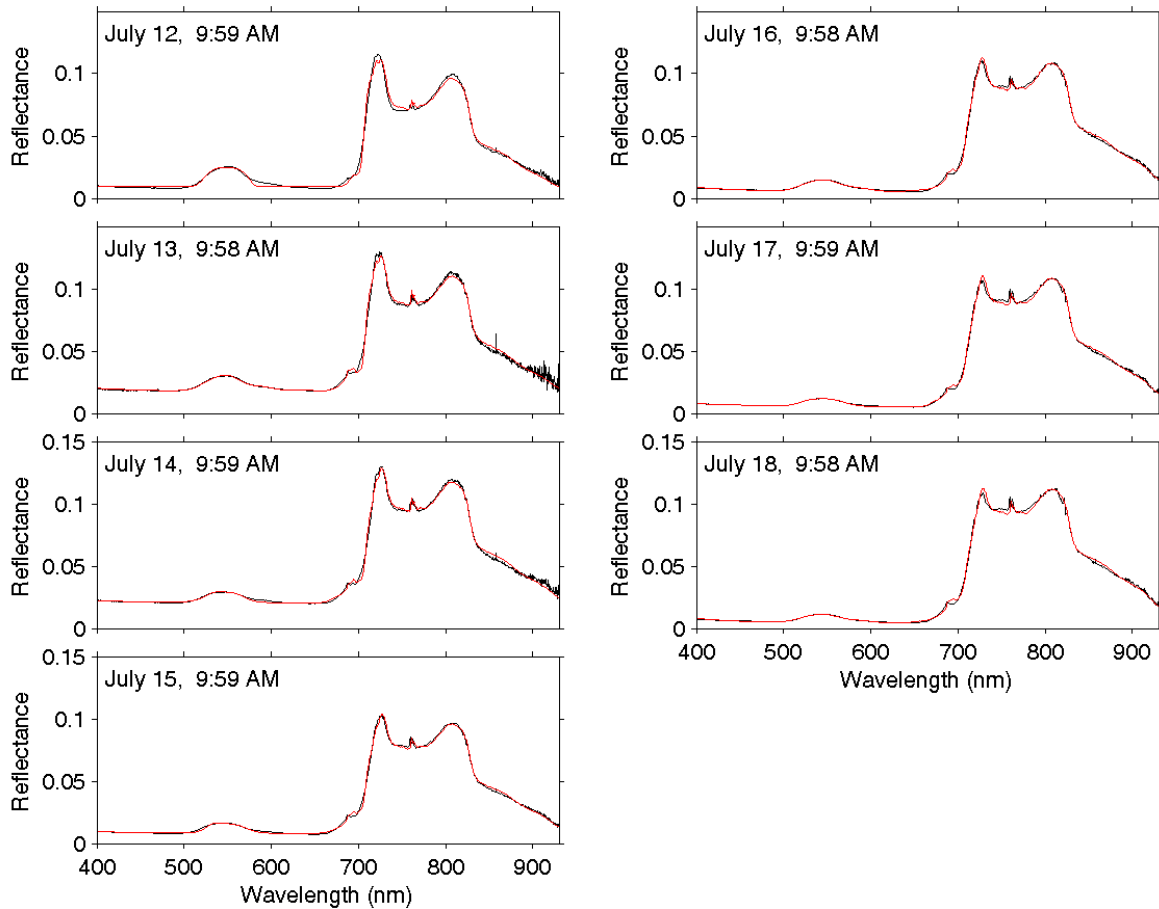 July 12,  9:59 AM
Reflectance
0.1
0.05
0
July 13,  9:58 AM
Reflectance
0.1
0.05
0
0.15
July 14,  9:59 AM
Reflectance
0.1
0.05
0
0.15
July 15,  9:59 AM
Reflectance
0.1
0.05
0
400 500 600 700 800 900
Wavelength (nm)
July 16,  9:58 AM
Reflectance
0.1
0.05
0
July 17,  9:59 AM
Reflectance
0.1
0.05
0
0.15
July 18,  9:58 AM
Reflectance
0.1
0.05
0
400 500 600 700 800 900
Wavelength (nm)